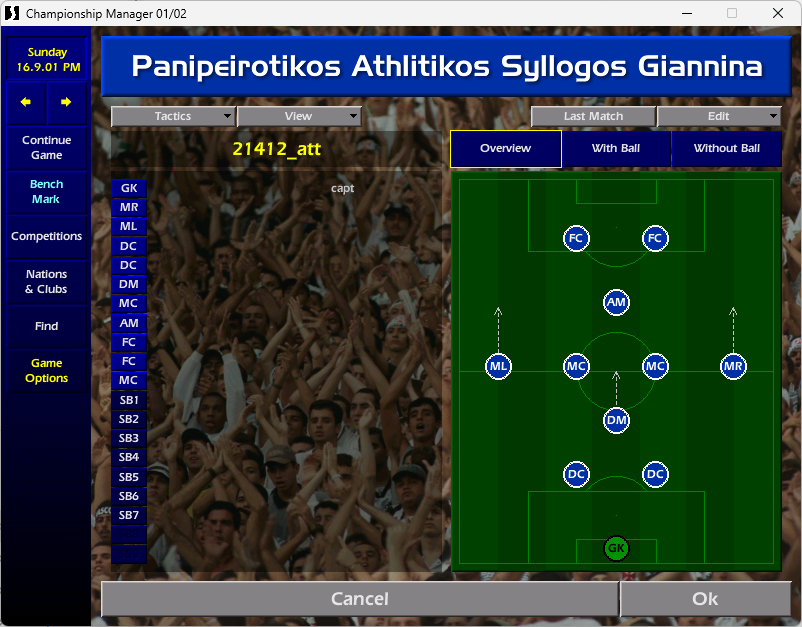 Championship Manager 01/02
Sunday
16.9.01 PM
Panipeirotikos Athlitikos Syllogos Giannina
Continue
Game
Bench
Mark
Competitions
Nations
& Clubs
Find
Game
Options
Tactics
View
Last Match
Edit
21412_att
Overview
With Ball
Without Ball
GK
capt
MR
ML
DC
DC
DM
MC
AM
FC
FC
MC
SB1
SB2
SB3
SB4
SB5
SB6
SB7
FC
FC
AM
ML
MC
MC
MR
DM
DC
DC
GK
Cancel
Ok